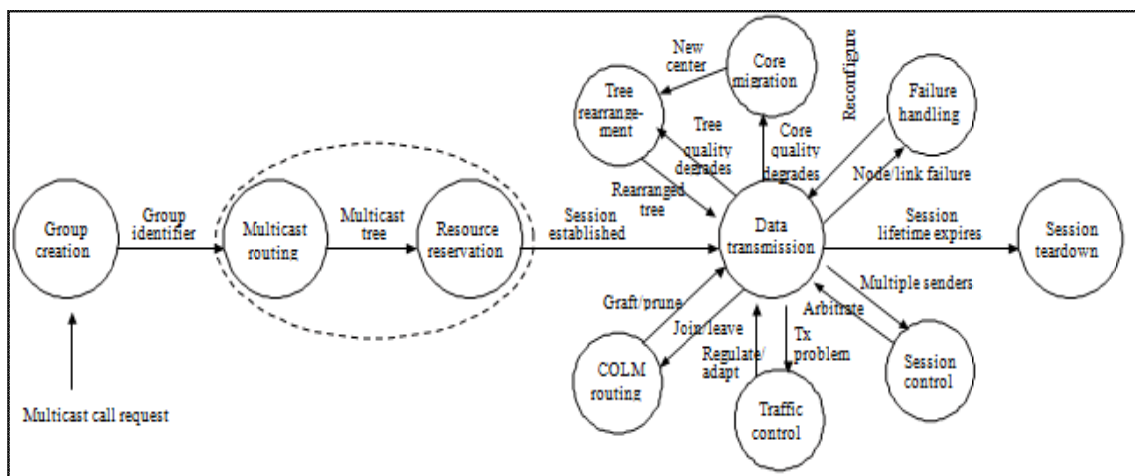 New
center
Core
migration
Reconfigure
Failure
handling
Tree
rearrange-
ment
Tree
quality
degrades
Core
quality
degrades
Rearranged
tree
Node/link failure
Group
creation
Group
identifier
Multicast
routing
Multicast
tree
Resource
reservation
Session
established
Data
transmission
Session
lifetime expires
Session
teardown
Graft/prune
Join/leave
Multiple senders
Arbitrate
COLM
routing
Regulate/
adapt
Tx
problem
Session
control
Traffic
control
Multicast call request